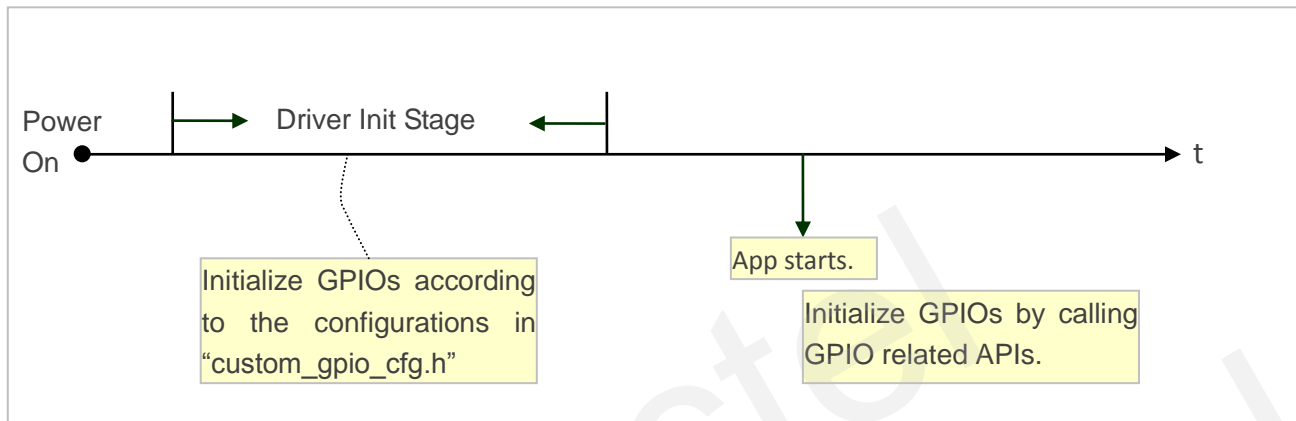 Power
On
Driver Init Stage
t
Initialize GPIOs according
to the configurations in
“custom_gpio_cfg.h”
App starts.
Initialize GPIOs by calling
GPIO related APIs.